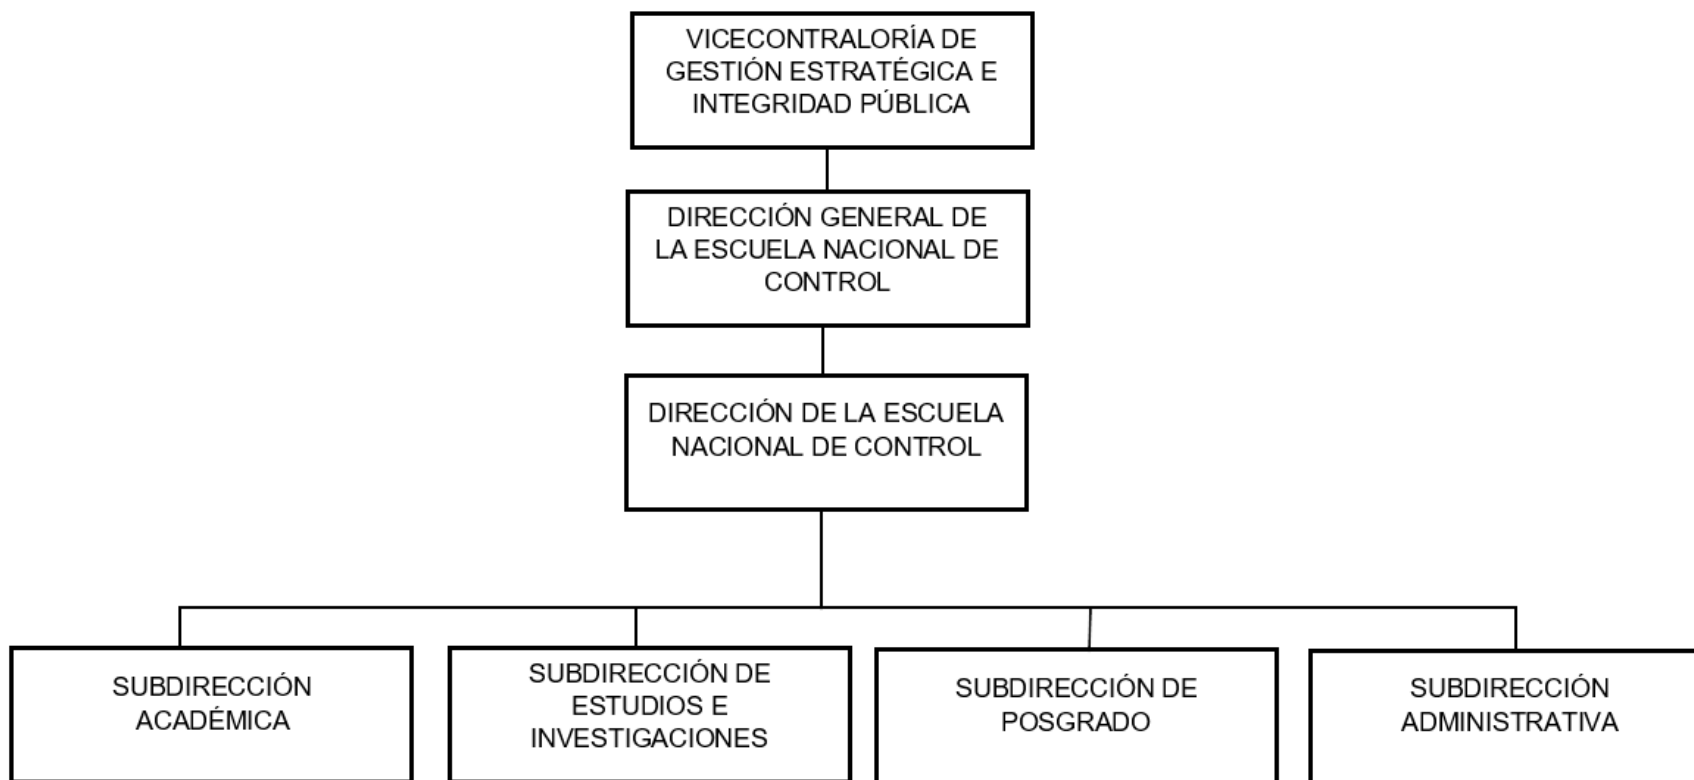 VICECONTRALORÍA DE
GESTIÓN ESTRATÉGICA E
INTEGRIDAD PÚBLICA
DIRECCIÓN GENERAL DE
LA ESCUELA NACIONAL DE
CONTROL
DIRECCIÓN DE LA ESCUELA
NACIONAL DE CONTROL
SUBDIRECCIÓN
ACADÉMICA
SUBDIRECCIÓN DE
ESTUDIOS E
INVESTIGACIONES
SUBDIRECCIÓN DE
POSGRADO
SUBDIRECCIÓN
ADMINISTRATIVA